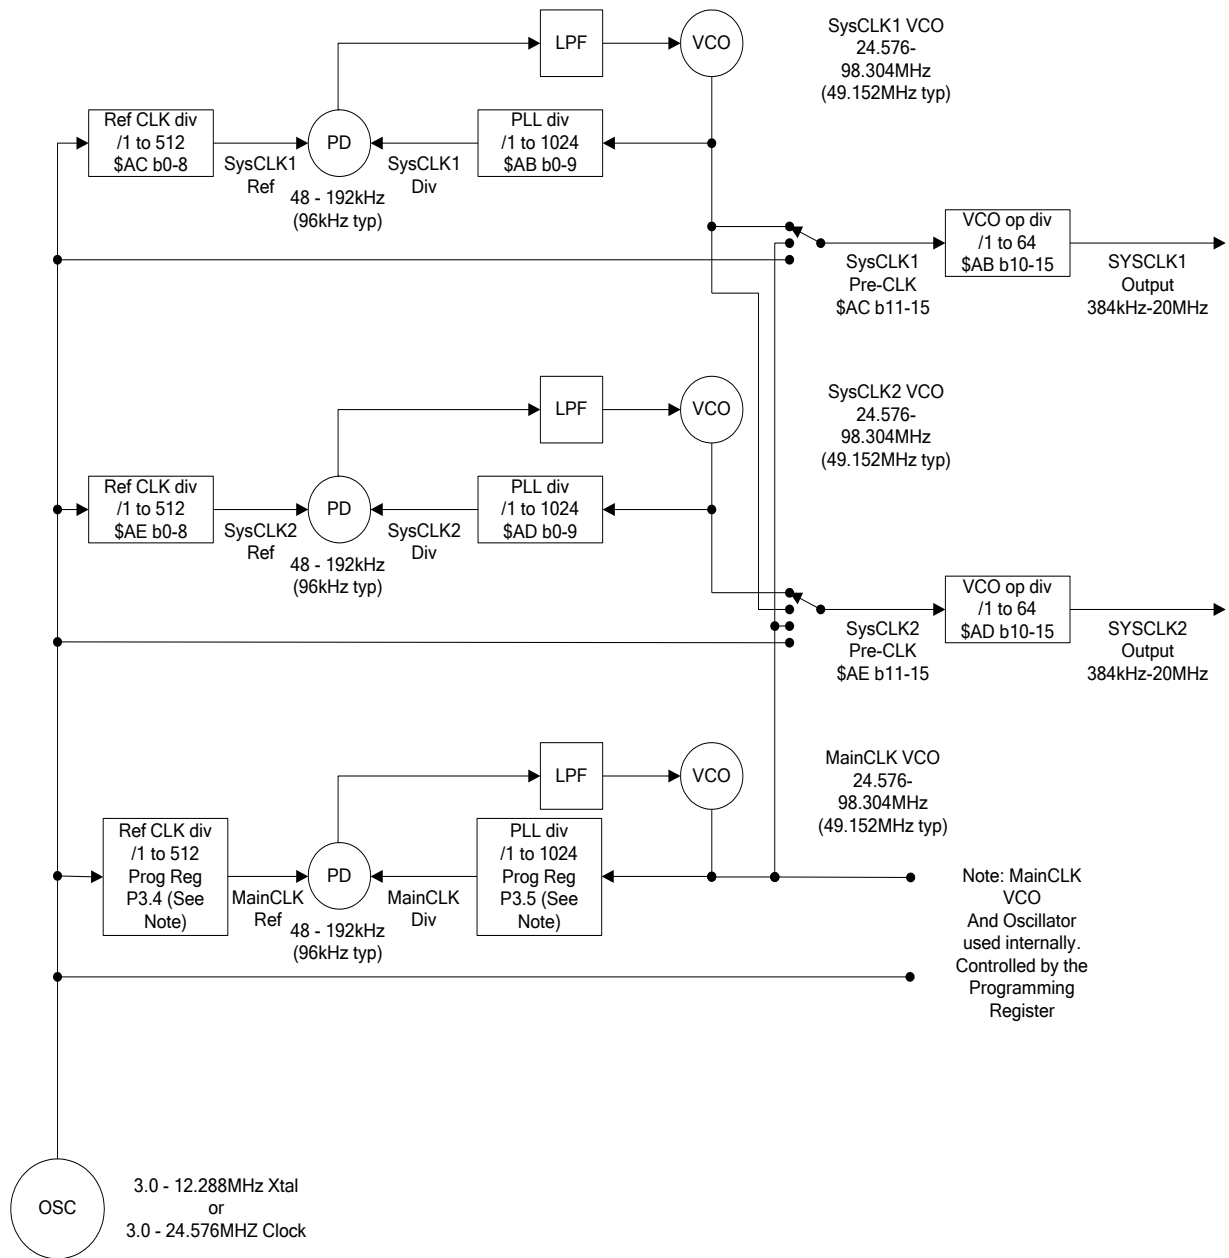 LPF
VCO
SysCLK1 VCO
24.576-
98.304MHz
(49.152MHz typ)
Ref CLK div
/1 to 512
$AC b0-8
SysCLK1
Ref
PD
48 - 192kHz
(96kHz typ)
SysCLK1
Div
PLL div
/1 to 1024
$AB b0-9
SysCLK1
Pre-CLK
$AC b11-15
VCO op div
/1 to 64
$AB b10-15
SYSCLK1
Output
384kHz-20MHz
LPF
VCO
SysCLK2 VCO
24.576-
98.304MHz
(49.152MHz typ)
Ref CLK div
/1 to 512
$AE b0-8
SysCLK2
Ref
PD
48 - 192kHz
(96kHz typ)
SysCLK2
Div
PLL div
/1 to 1024
$AD b0-9
SysCLK2
Pre-CLK
$AE b11-15
VCO op div
/1 to 64
$AD b10-15
SYSCLK2
Output
384kHz-20MHz
LPF
VCO
MainCLK VCO
24.576-
98.304MHz
(49.152MHz typ)
Ref CLK div
/1 to 512
Prog Reg
P3.4 (See
Note)
MainCLK
Ref
PD
48 - 192kHz
(96kHz typ)
MainCLK
Div
PLL div
/1 to 1024
Prog Reg
P3.5 (See
Note)
Note: MainCLK
VCO
And Oscillator
used internally.
Controlled by the
Programming
Register
OSC
3.0 - 12.288MHz Xtal
or
3.0 - 24.576MHZ Clock